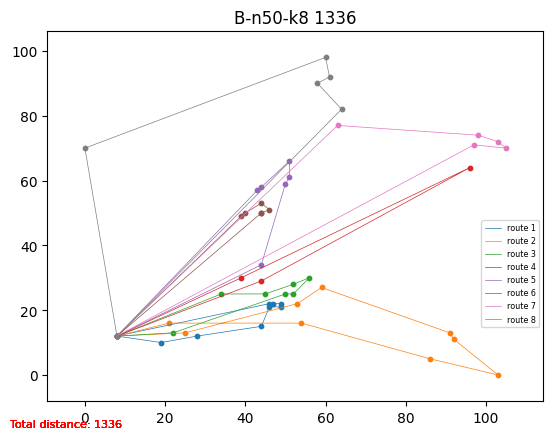 B-n50-k8 1336
100
80
60
40
20
0
0 20 40 60 80 100
route 1
route 2
route 3
route 4
route 5
route 6
route 7
route 8
Total distance: 1336